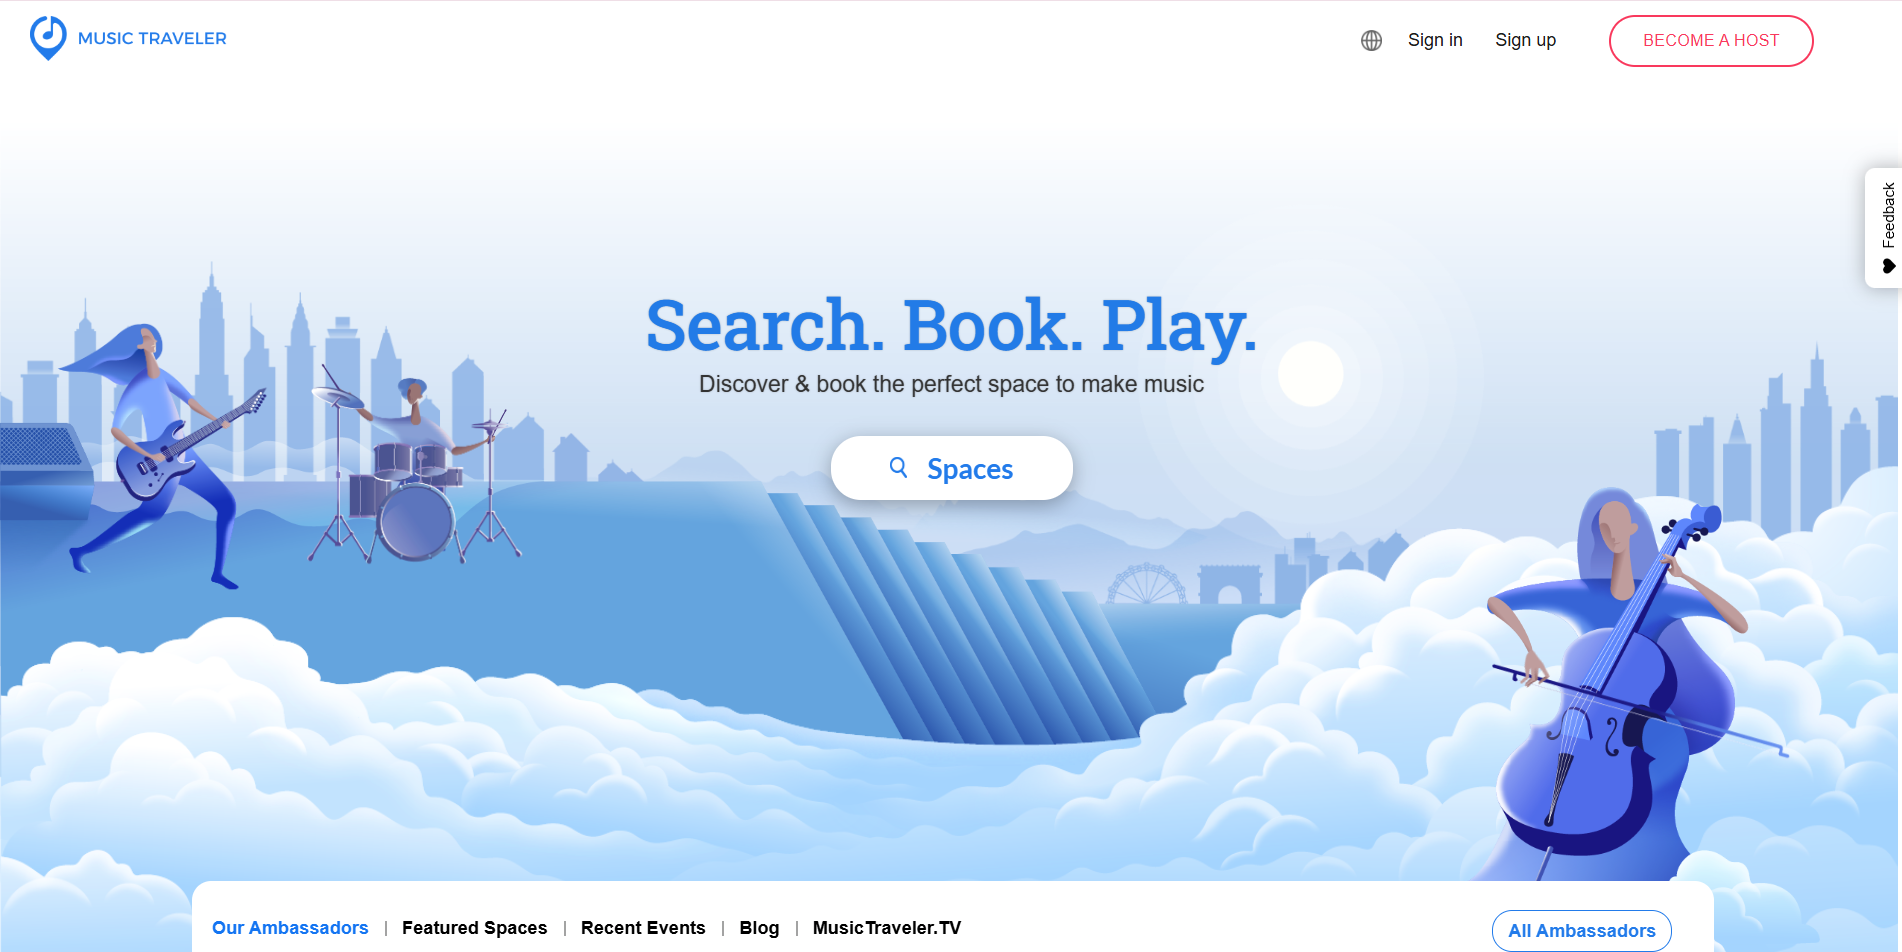 MUSIC TRAVELER
Sign in
Sign up
BECOME A HOST
Feedback
Search. Book. Play.
Discover & book the perfect space to make music
Spaces
Our Ambassadors | Featured Spaces | Recent Events | Blog | MusicTraveler.TV
All Ambassadors